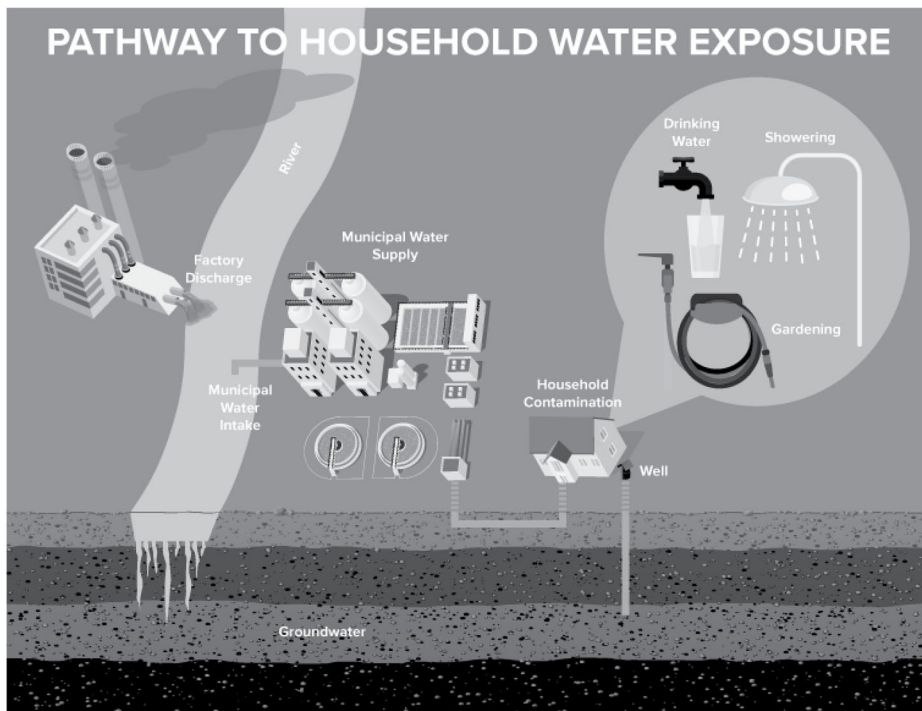 PATHWAY TO HOUSEHOLD WATER EXPOSURE
River
Factory
Discharge
Municipal Water
Supply
Municipal
Water
Intake
Drinking
Water
Showering
Gardening
Household
Contamination
Well
Groundwater